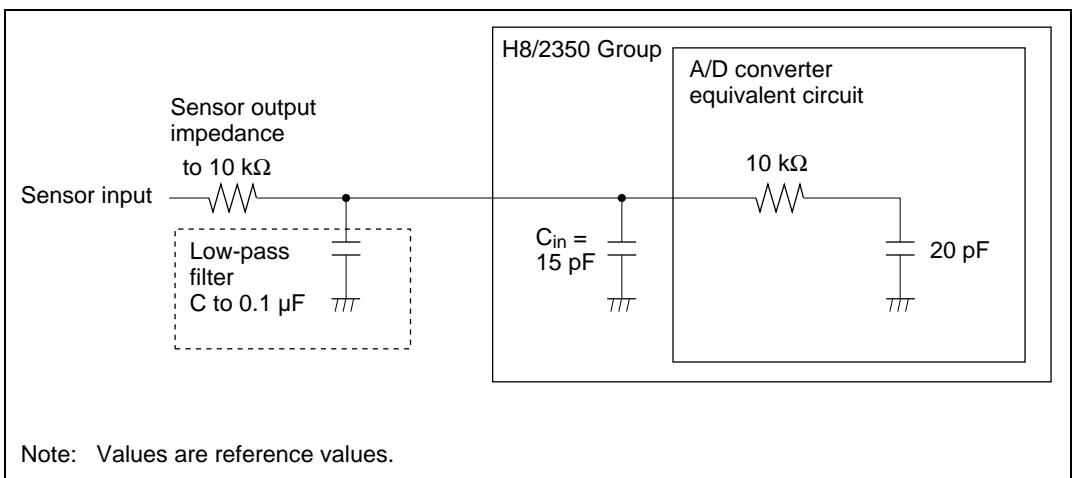 H8/2350 Group
A/D converter
equivalent circuit
Sensor output
impedance
to 10 kΩ
10 kΩ
Sensor input
Low-pass
filter
C to 0.1 µF
Cin =
15 pF
20 pF
Note: Values are reference values.